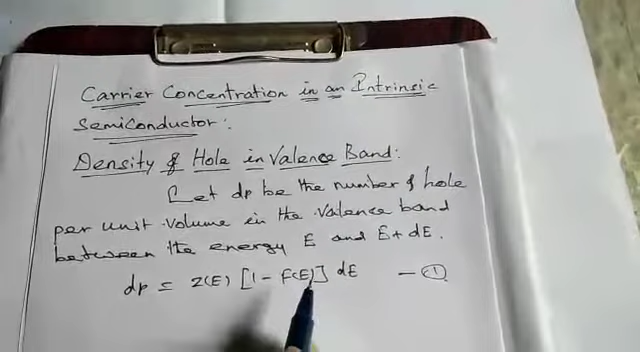 Carrier Concentration in an Intrinsic
Semiconductor:
Density of Hole in Valence Band:
Let dp be the number of hole
per unit volume in the valence band
between the energy E and E+dE.
dp = Z(E) [1 - F(E)] dE — ①